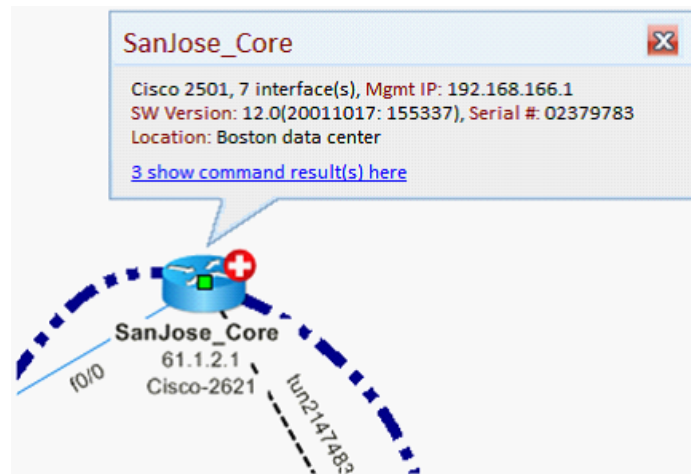 SanJose_Core
Cisco 2501, 7 interface(s), Mgmt IP: 192.168.166.1
SW Version: 12.0(20011017: 155337), Serial #: 02379783
Location: Boston data center
3 show command result(s) here
SanJose_Core
61.1.2.1
Cisco-2621
f0/0
tun2147483